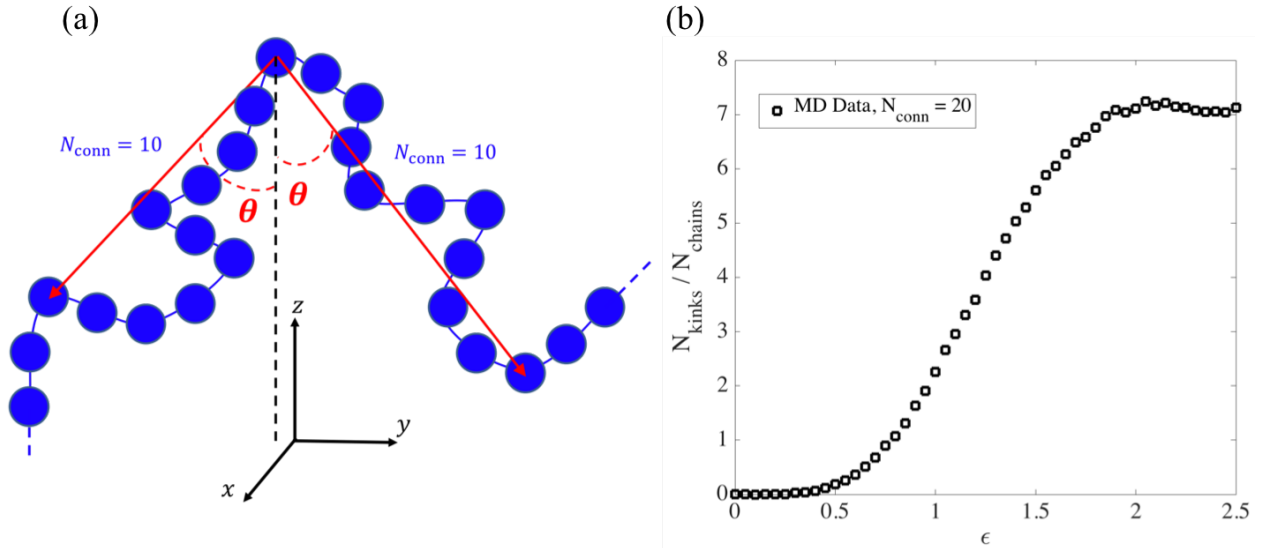 (a)
N_conn = 10
N_conn = 10
θ
θ
z
y
x
(b)
N_kinks / N_chains
8
7
6
5
4
3
2
1
0
MD Data, N_conn = 20
0
0.5
1
1.5
2
2.5
ϵ